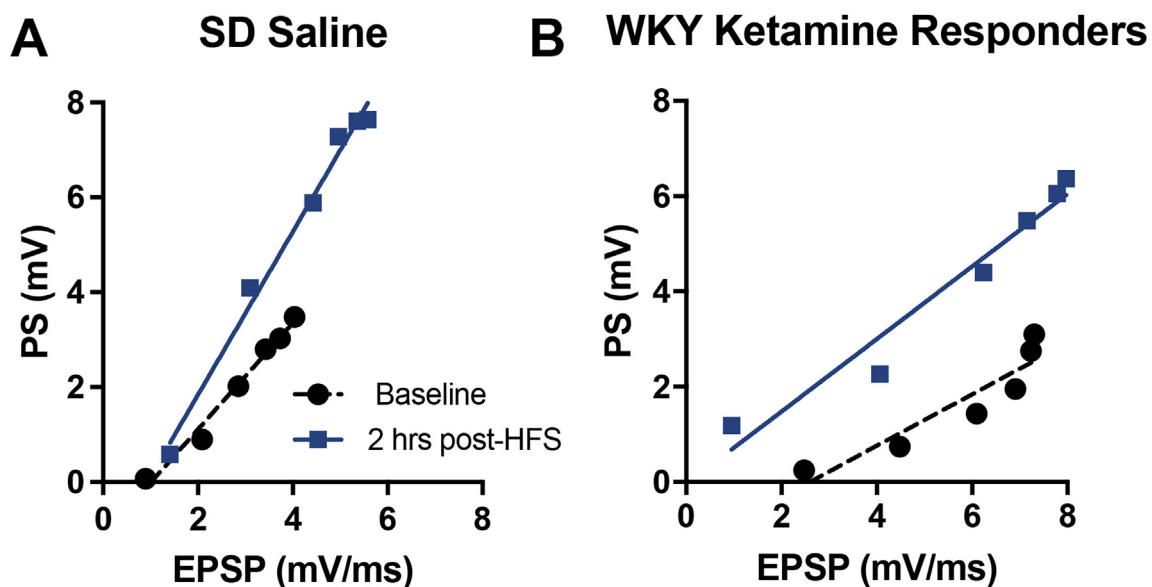 A SD Saline
8
6
4
2
0
PS (mV)
0 2 4 6 8
EPSP (mV/ms)
Baseline
2 hrs post-HFS
B WKY Ketamine Responders
8
6
4
2
0
PS (mV)
0 2 4 6 8
EPSP (mV/ms)